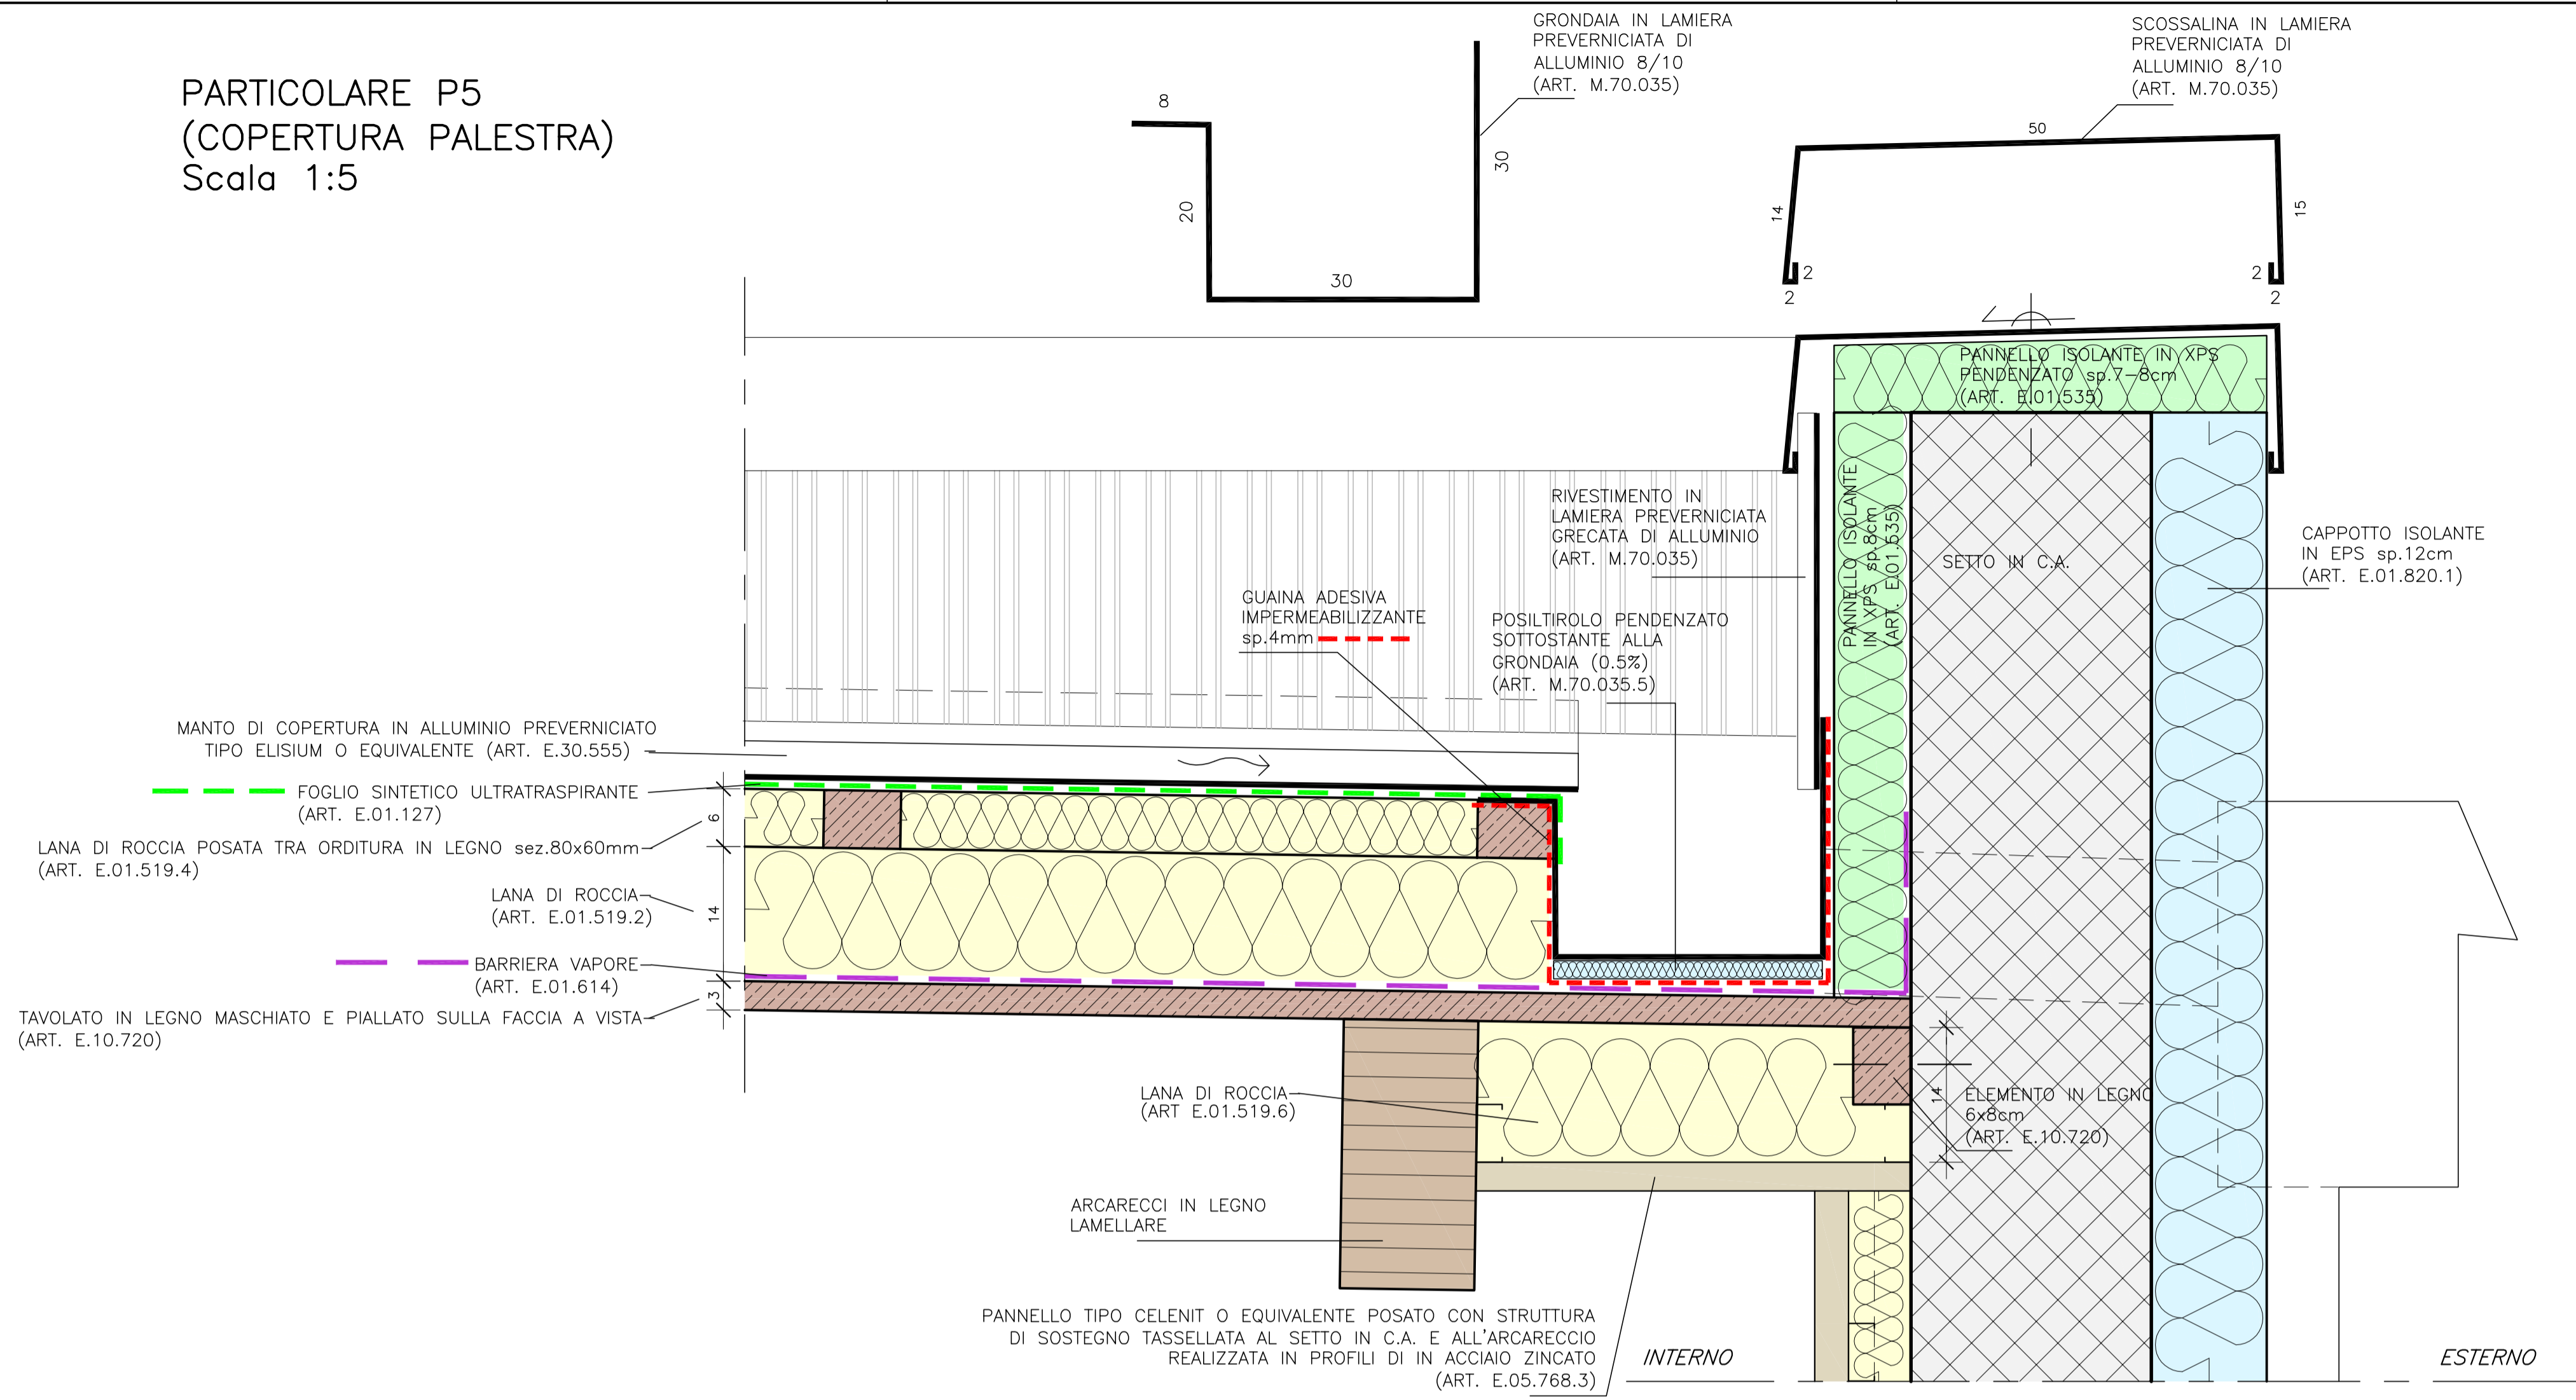 PARTICOLARE P5
(COPERTURA PALESTRA)
Scala 1:5
GRONDAIA IN LAMIERA
PREVERNICIATA DI
ALLUMINIO 8/10
(ART. M.70.035)
8
20
30
30
SCOSSALINA IN LAMIERA
PREVERNICIATA DI
ALLUMINIO 8/10
(ART. M.70.035)
50
14
15
2
2
2
2
PANNELLO ISOLANTE IN XPS
PENDENZATO sp.7-8cm
(ART. E.01.535)
RIVESTIMENTO IN
LAMIERA PREVERNICIATA
GRECATA DI ALLUMINIO
(ART. M.70.035)
PANNELLO ISOLANTE
IN XPS sp.8cm
(ART. E.01.535)
SETTO IN C.A.
CAPPOTTO ISOLANTE
IN EPS sp.12cm
(ART. E.01.820.1)
GUAINA ADESIVA
IMPERMEABILIZZANTE
sp.4mm
POSILTIROLO PENDENZATO
SOTTOSTANTE ALLA
GRONDAIA (0.5%)
(ART. M.70.035.5)
MANTO DI COPERTURA IN ALLUMINIO PREVERNICIATO
TIPO ELISIUM O EQUIVALENTE (ART. E.30.555)
FOGLIO SINTETICO ULTRATRASPIRANTE
(ART. E.01.127)
LANA DI ROCCIA POSATA TRA ORDITURA IN LEGNO sez.80x60mm
(ART. E.01.519.4)
LANA DI ROCCIA
(ART. E.01.519.2)
BARRIERA VAPORE
(ART. E.01.614)
TAVOLATO IN LEGNO MASCHIATO E PIALLATO SULLA FACCIA A VISTA
(ART. E.10.720)
6
14
3
LANA DI ROCCIA
(ART E.01.519.6)
14
ELEMENTO IN LEGNO
6x8cm
(ART. E.10.720)
ARCARECCI IN LEGNO
LAMELLARE
PANNELLO TIPO CELENIT O EQUIVALENTE POSATO CON STRUTTURA
DI SOSTEGNO TASSELLATA AL SETTO IN C.A. E ALL'ARCARECCIO
REALIZZATA IN PROFILI DI IN ACCIAIO ZINCATO
(ART. E.05.768.3)
INTERNO
ESTERNO